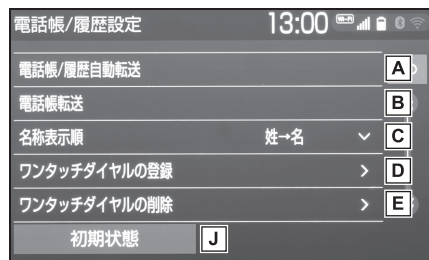 電話帳/履歴設定 13:00 Wi-Fi
電話帳/履歴自動転送 A
電話帳転送 B
名称表示順 姓→名 C
ワンタッチダイヤルの登録 D
ワンタッチダイヤルの削除 E
初期状態 J